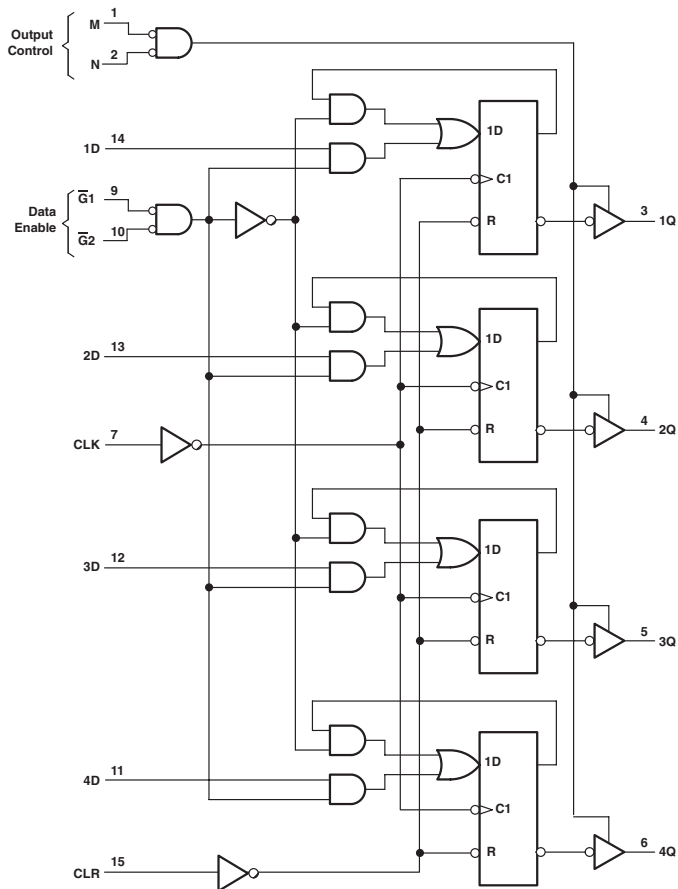 Output
Control
M
1
N
2
1D
14
Data
Enable
G̅1
9
G̅2
10
1D
C1
R
3
1Q
2D
13
CLK
7
1D
C1
R
4
2Q
3D
12
1D
C1
R
5
3Q
4D
11
CLR
15
1D
C1
R
6
4Q